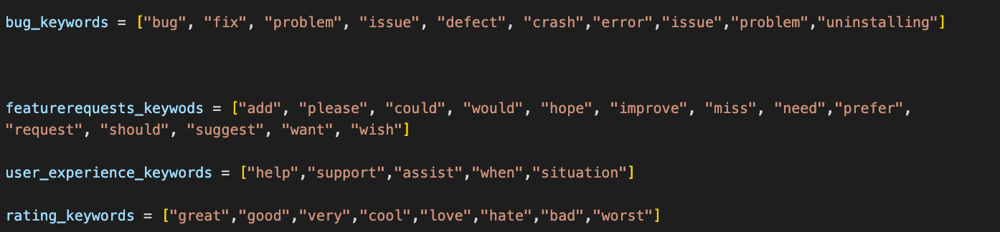 bug_keywords = ["bug", "fix", "problem", "issue", "defect", "crash","error","issue","problem","uninstalling"]
featurerequests_keywods = ["add", "please", "could", "would", "hope", "improve", "miss", "need","prefer",
"request", "should", "suggest", "want", "wish"]
user_experience_keywords = ["help","support","assist","when","situation"]
rating_keywords = ["great","good","very","cool","love","hate","bad","worst"]